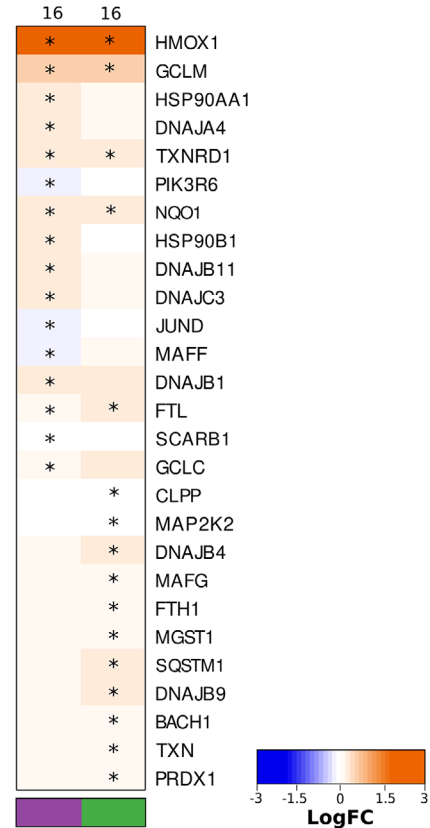 16 16
* * HMOX1
* * GCLM
* HSP90AA1
* DNAJA4
* * TXNRD1
* PIK3R6
* * NQO1
* HSP90B1
* DNAJB11
* DNAJC3
* JUND
* MAFF
* DNAJB1
* * FTL
* SCARB1
* GCLC
* CLPP
* MAP2K2
* DNAJB4
* MAFG
* FTH1
* MGST1
* SQSTM1
* DNAJB9
* BACH1
* TXN
* PRDX1
-3 -1.5 0 1.5 3
LogFC